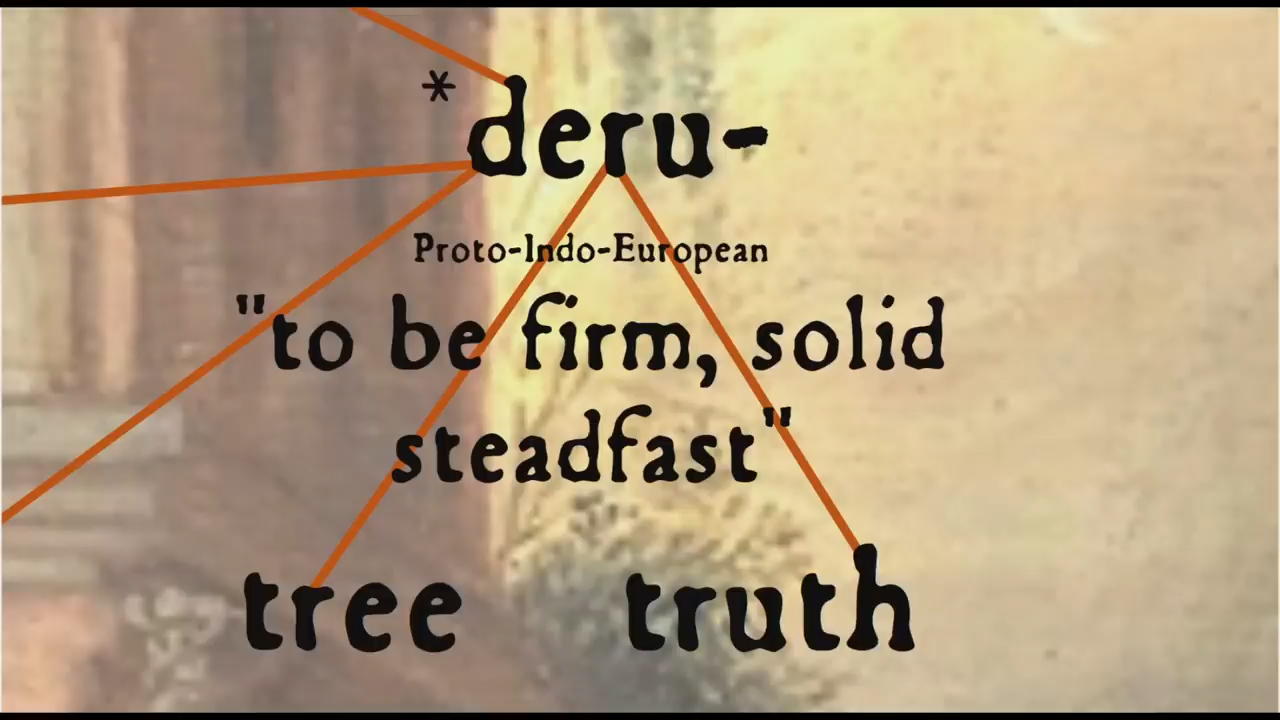 *deru-
Proto-Indo-European
"to be firm, solid
steadfast"
tree truth